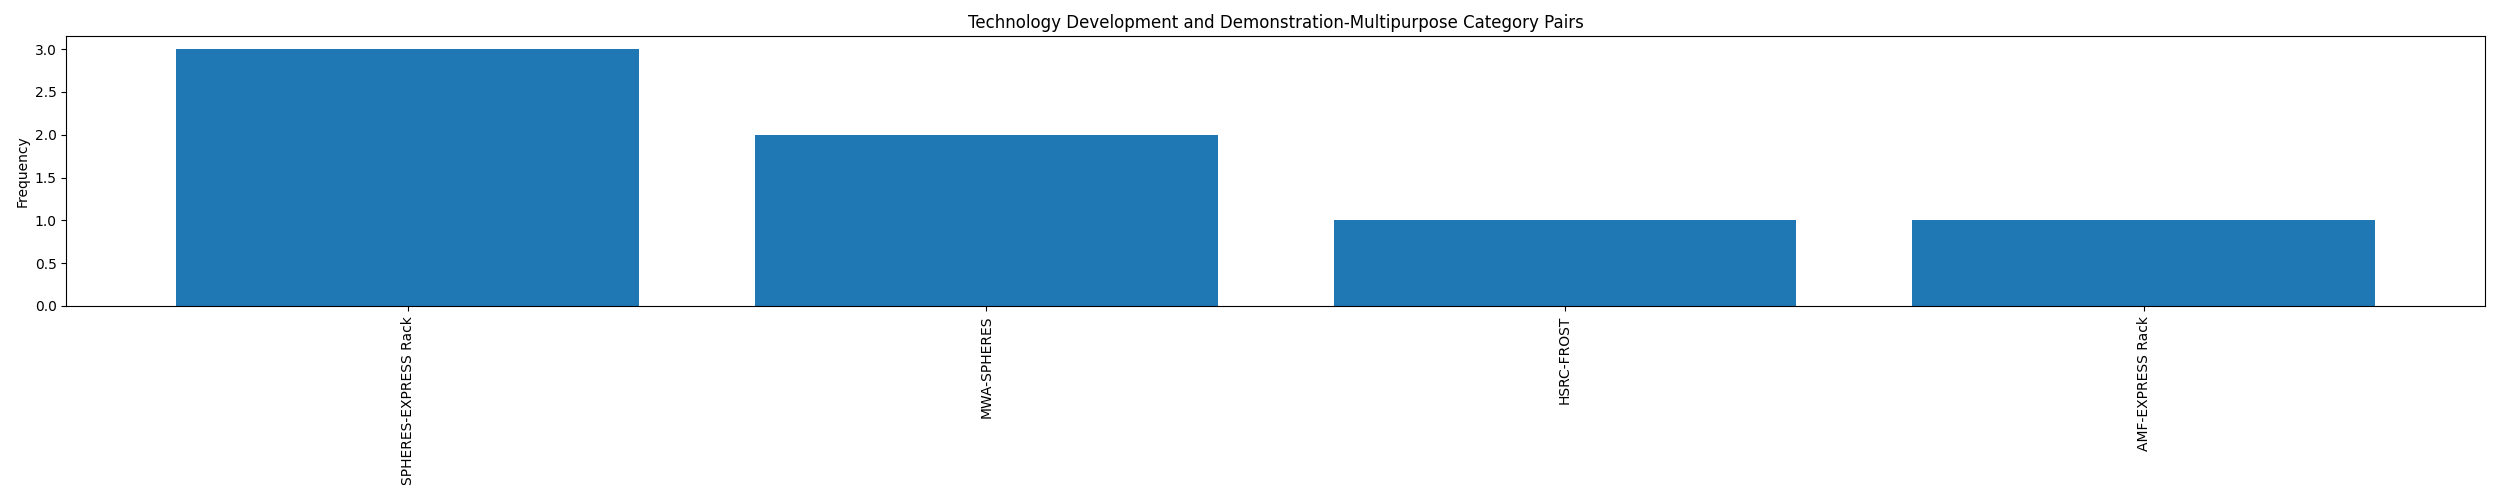 Technology Development and Demonstration-Multipurpose Category Pairs
Frequency
3.0
2.5
2.0
1.5
1.0
0.5
0.0
SPHERES-EXPRESS Rack
MWA-SPHERES
HSRC-FROST
AMF-EXPRESS Rack